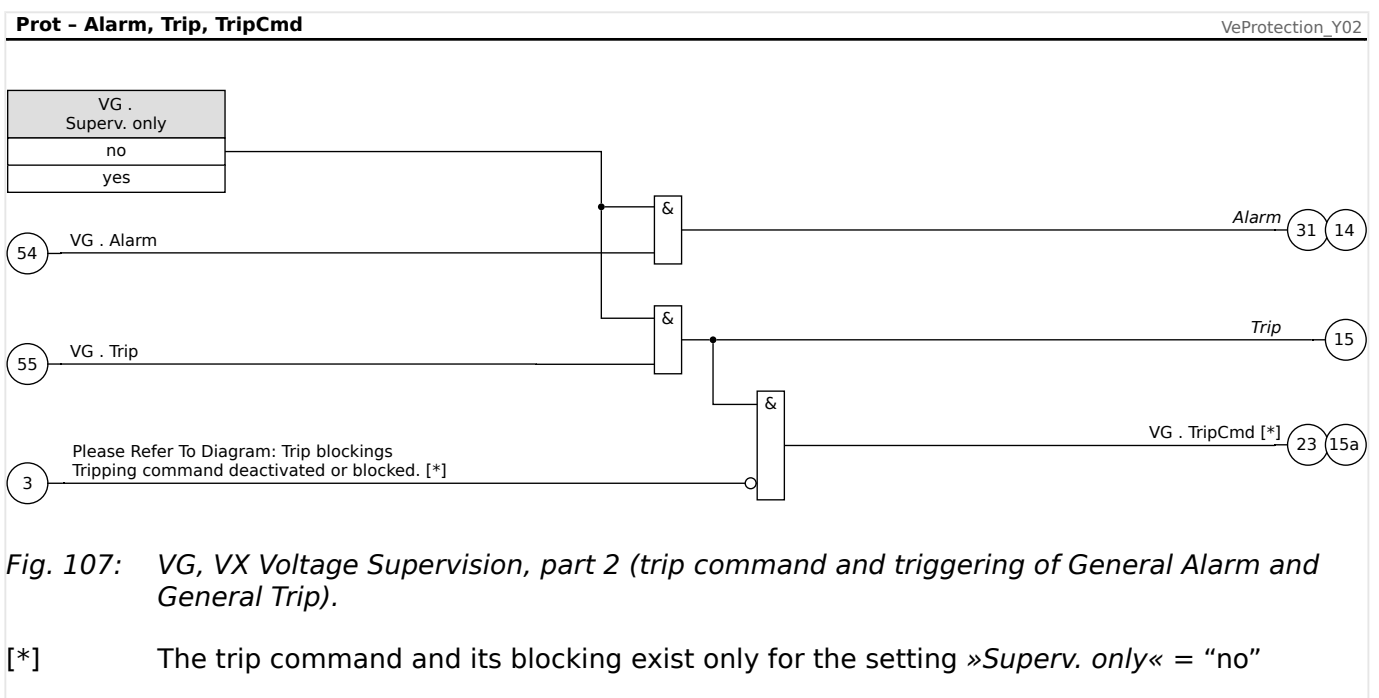 Prot – Alarm, Trip, TripCmd
VeProtection_Y02
VG .
Superv. only
no
yes
&
Alarm
31
14
54
VG . Alarm
&
Trip
15
55
VG . Trip
&
VG . TripCmd [*]
23
15a
Please Refer To Diagram: Trip blockings
Tripping command deactivated or blocked. [*]
3
Fig. 107: VG, VX Voltage Supervision, part 2 (trip command and triggering of General Alarm and
General Trip).
[*] The trip command and its blocking exist only for the setting »Superv. only« = “no”